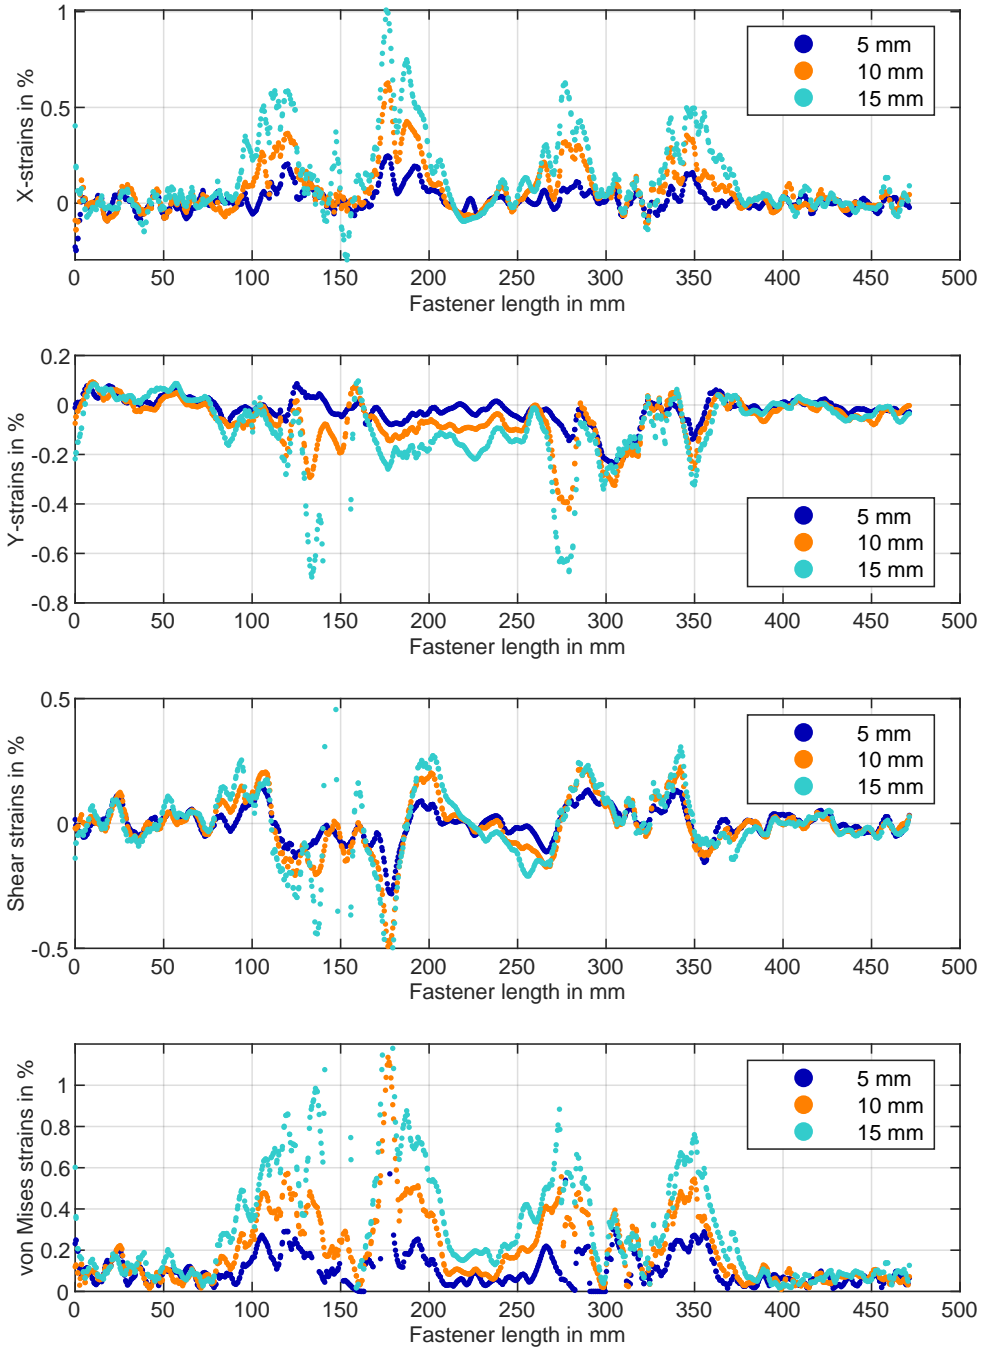 X-strains in %
1
0.5
0
5 mm
10 mm
15 mm
0 50 100 150 200 250 300 350 400 450 500
Fastener length in mm
Y-strains in %
0.2
0
-0.2
-0.4
-0.6
-0.8
5 mm
10 mm
15 mm
0 50 100 150 200 250 300 350 400 450 500
Fastener length in mm
Shear strains in %
0.5
0
-0.5
5 mm
10 mm
15 mm
0 50 100 150 200 250 300 350 400 450 500
Fastener length in mm
von Mises strains in %
1
0.8
0.6
0.4
0.2
0
5 mm
10 mm
15 mm
0 50 100 150 200 250 300 350 400 450 500
Fastener length in mm